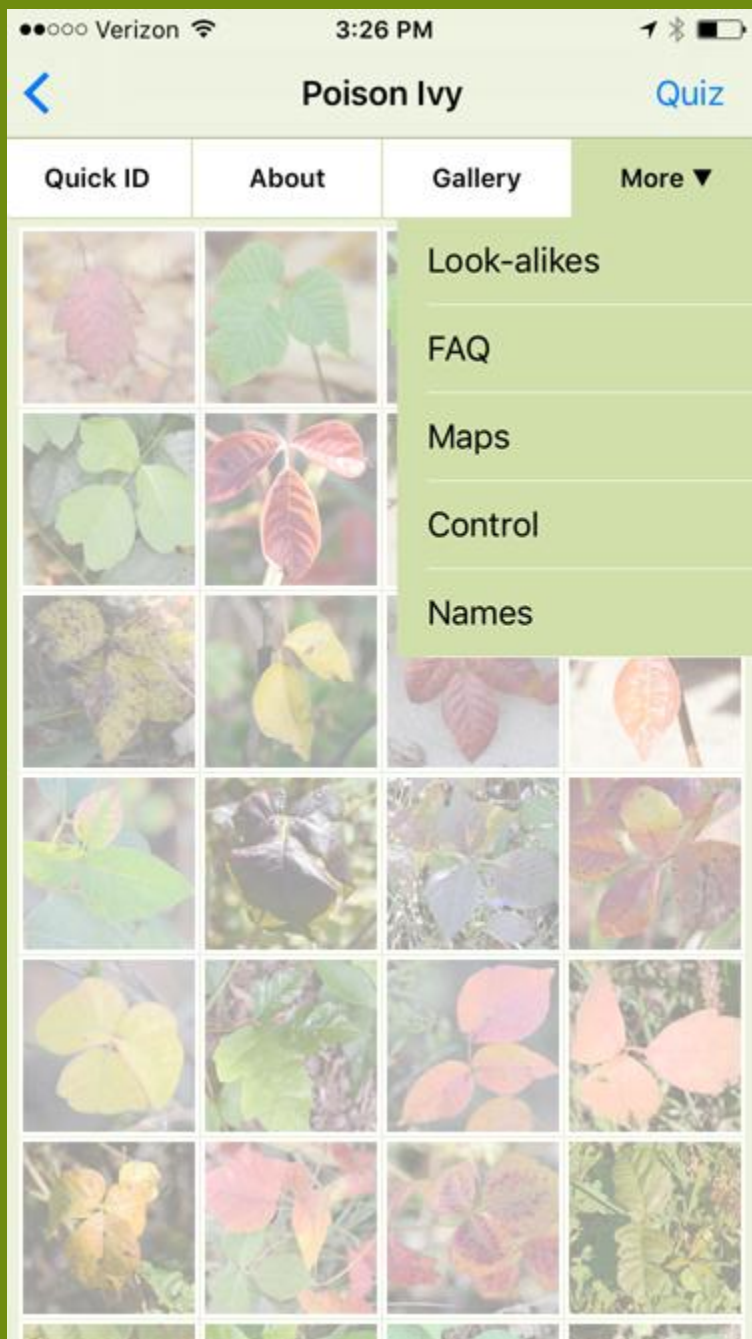 ●●○○○ Verizon 3:26 PM
Poison Ivy Quiz
Quick ID About Gallery More ▼
Look-alikes
FAQ
Maps
Control
Names